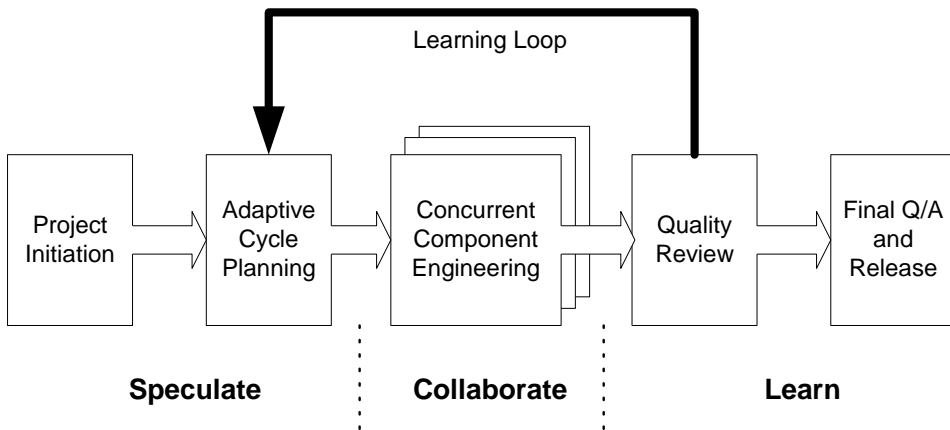 Learning Loop
Project
Initiation
Adaptive
Cycle
Planning
Concurrent
Component
Engineering
Quality
Review
Final Q/A
and
Release
Speculate
Collaborate
Learn